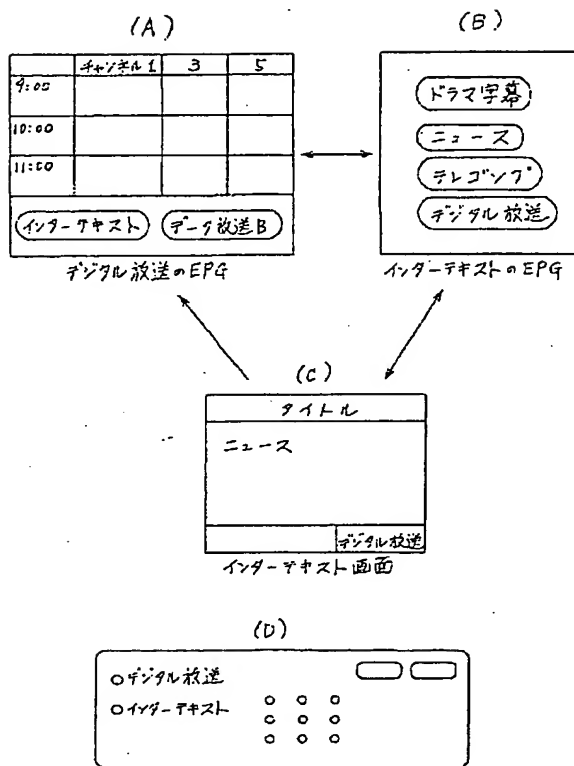 (A)
チャンネル1 3 5
9:00
10:00
11:00
インターテキスト データ放送B
デジタル放送のEPG
(B)
ドラマ字幕
ニュース
テレゴング
デジタル放送
インターテキストのEPG
(C)
タイトル
ニュース
デジタル放送
インターテキスト画面
(D)
デジタル放送
インターテキスト